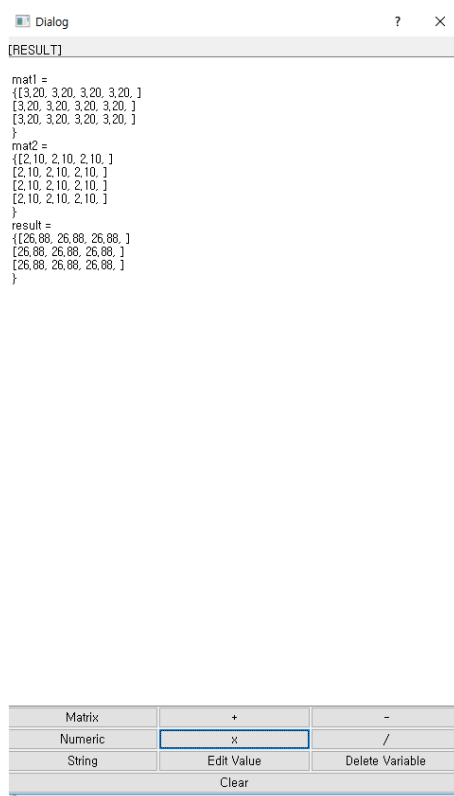 Dialog ? ×
[RESULT]
mat1 =
{[3.20, 3.20, 3.20, 3.20, ]
[3.20, 3.20, 3.20, 3.20, ]
[3.20, 3.20, 3.20, 3.20, ]
}
mat2 =
{[2.10, 2.10, 2.10, ]
[2.10, 2.10, 2.10, ]
[2.10, 2.10, 2.10, ]
[2.10, 2.10, 2.10, ]
}
result =
{[26.88, 26.88, 26.88, ]
[26.88, 26.88, 26.88, ]
[26.88, 26.88, 26.88, ]
}
Matrix + -
Numeric x /
String Edit Value Delete Variable
Clear